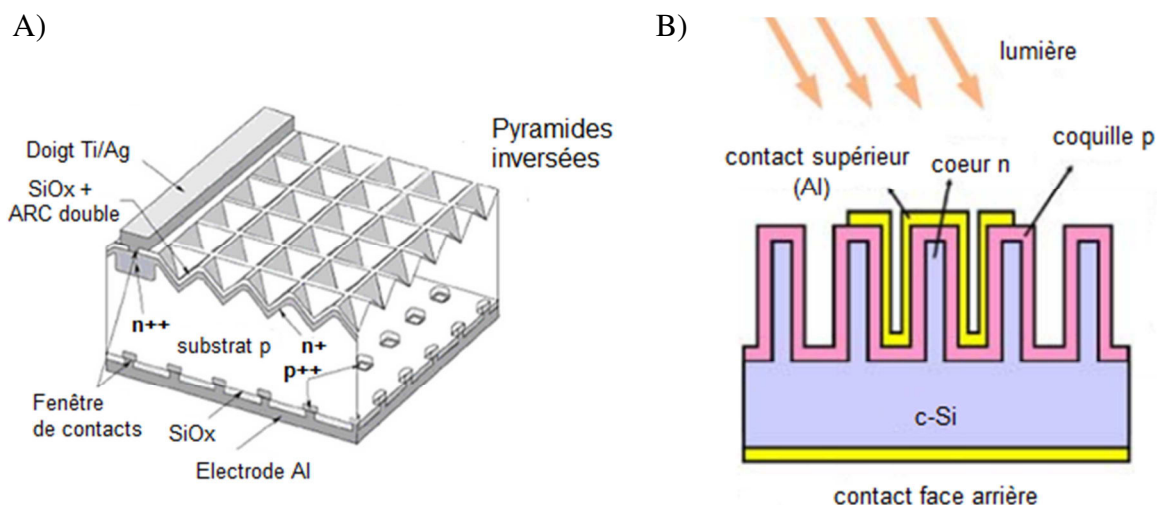 A)
Doigt Ti/Ag
SiOx +
ARC double
Pyramides
inversées
n++
substrat p
n+
p++
Fenêtre
de contacts
SiOx
Electrode Al
B)
lumière
contact supérieur
(Al)
coeur n
coquille p
c-Si
contact face arrière